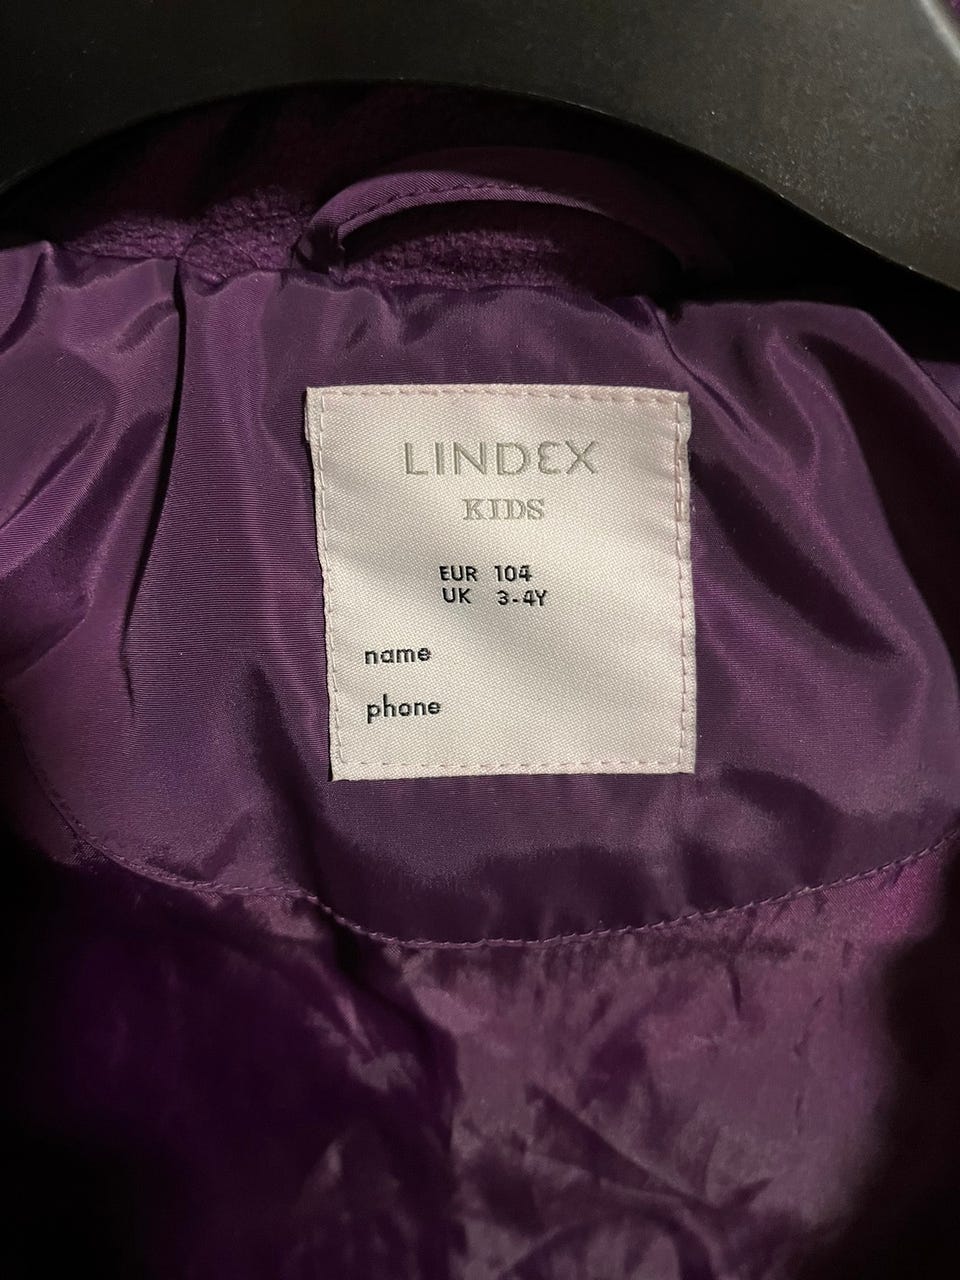 LINDEX
KIDS
EUR 104
UK 3-4Y
name
phone